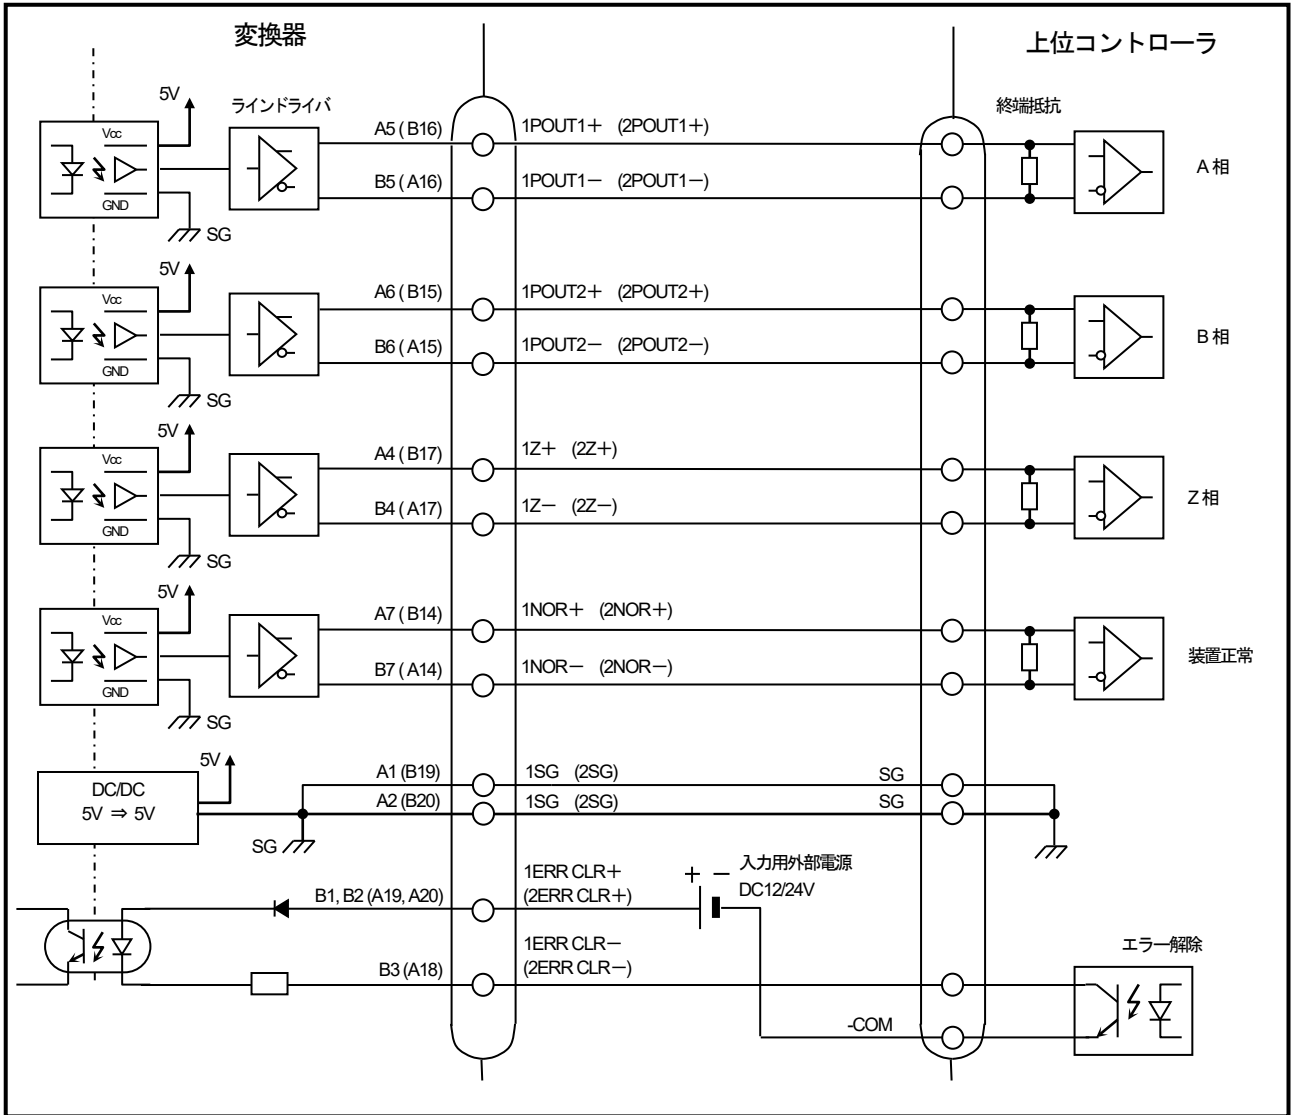 変換器
上位コントローラ
5V
ラインドライバ
終端抵抗
Vcc
A5 ( B16)
1POUT1+ (2POUT1+)
A 相
B5 ( A16)
1POUT1− (2POUT1−)
GND
SG
5V
Vcc
A6 ( B15)
1POUT2+ (2POUT2+)
B 相
B6 ( A15)
1POUT2− (2POUT2−)
GND
SG
5V
Vcc
A4 ( B17)
1Z+ (2Z+)
Z 相
B4 ( A17)
1Z− (2Z−)
GND
SG
5V
Vcc
A7 ( B14)
1NOR+ (2NOR+)
装置正常
B7 ( A14)
1NOR− (2NOR−)
GND
SG
5V
DC/DC
5V ⇒ 5V
A1 (B19)
1SG (2SG)
SG
A2 (B20)
1SG (2SG)
SG
SG
1ERR CLR+
(2ERR CLR+)
B1, B2 (A19, A20)
+ −
入力用外部電源
DC12/24V
1ERR CLR−
(2ERR CLR−)
B3 (A18)
エラー解除
-COM